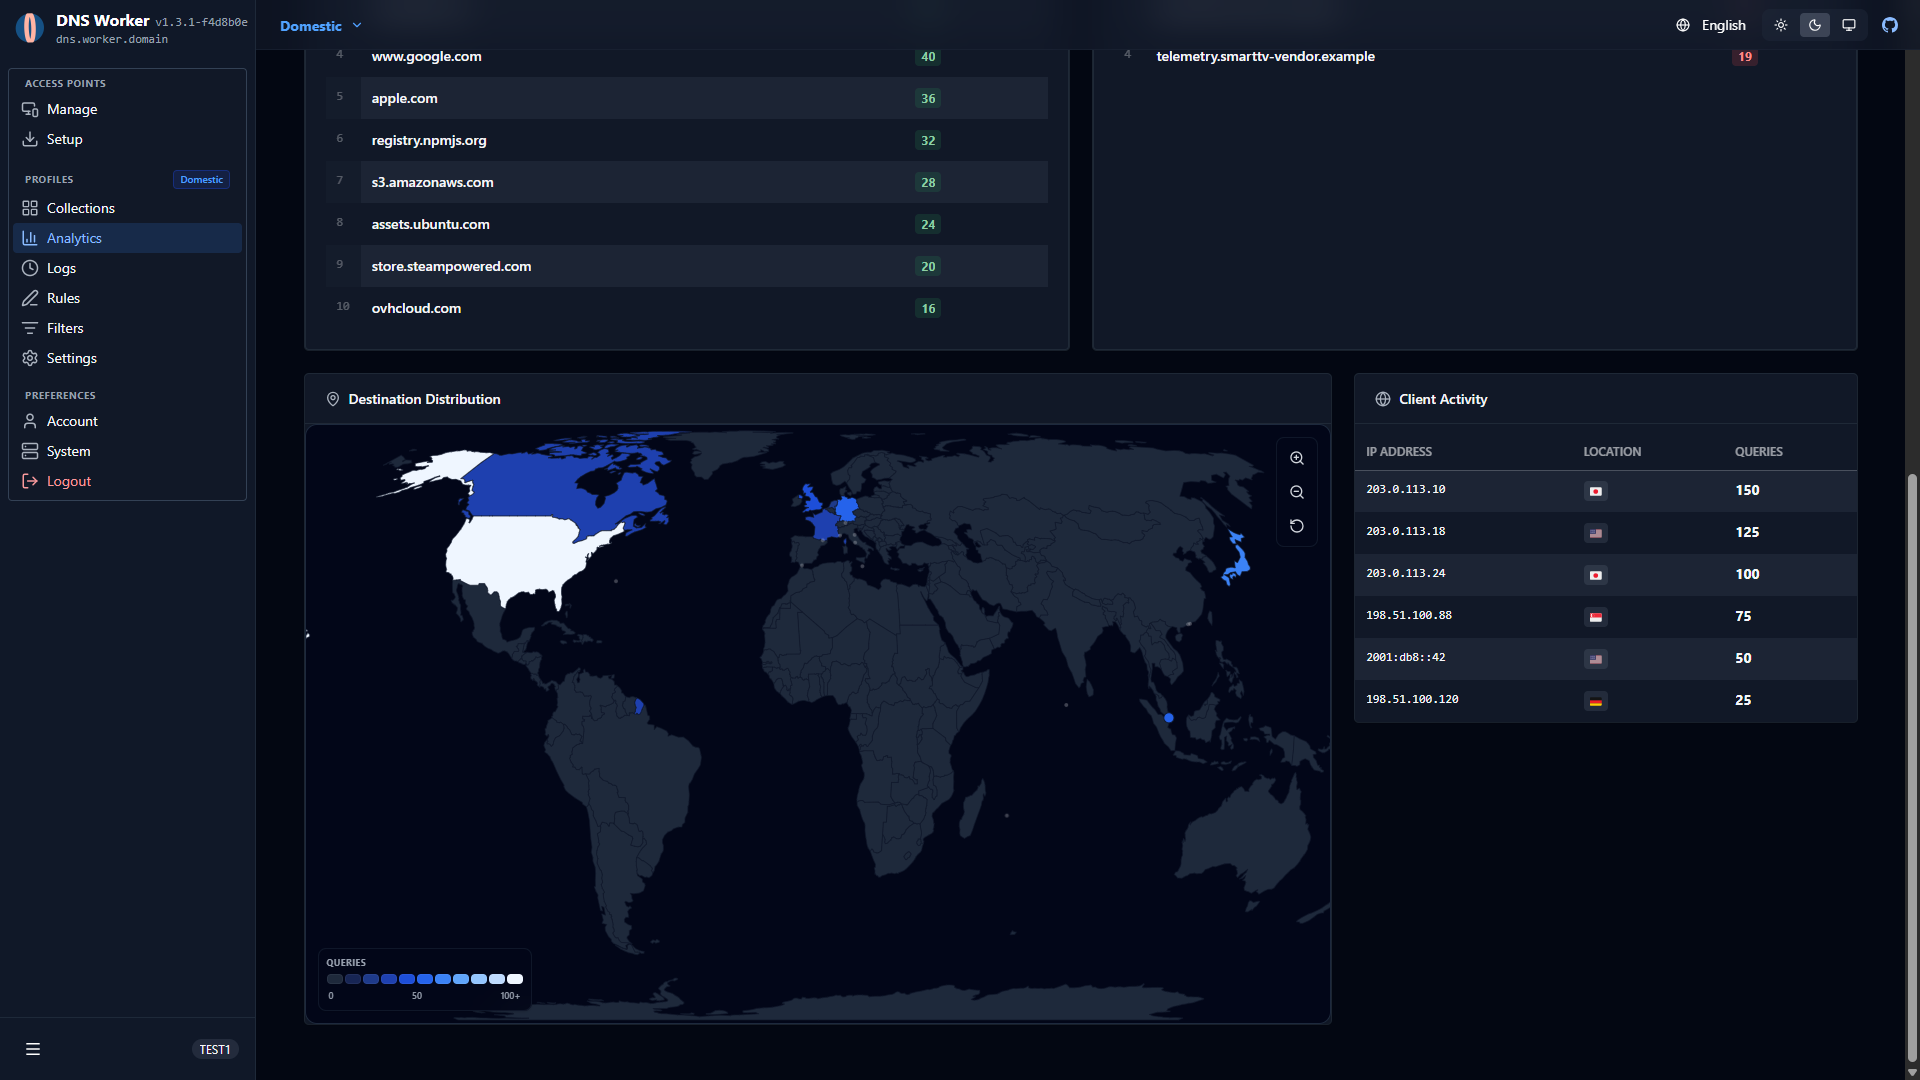 DNS Worker v1.3.1-f4d8b0e
dns.worker.domain
Domestic
English
ACCESS POINTS
Manage
Setup
PROFILES Domestic
Collections
Analytics
Logs
Rules
Filters
Settings
PREFERENCES
Account
System
Logout
TEST1
4 www.google.com 40
5 apple.com 36
6 registry.npmjs.org 32
7 s3.amazonaws.com 28
8 assets.ubuntu.com 24
9 store.steampowered.com 20
10 ovhcloud.com 16
4 telemetry.smarttv-vendor.example 19
Destination Distribution
QUERIES
0 50 100+
Client Activity
IP ADDRESS LOCATION QUERIES
203.0.113.10 150
203.0.113.18 125
203.0.113.24 100
198.51.100.88 75
2001:db8::42 50
198.51.100.120 25